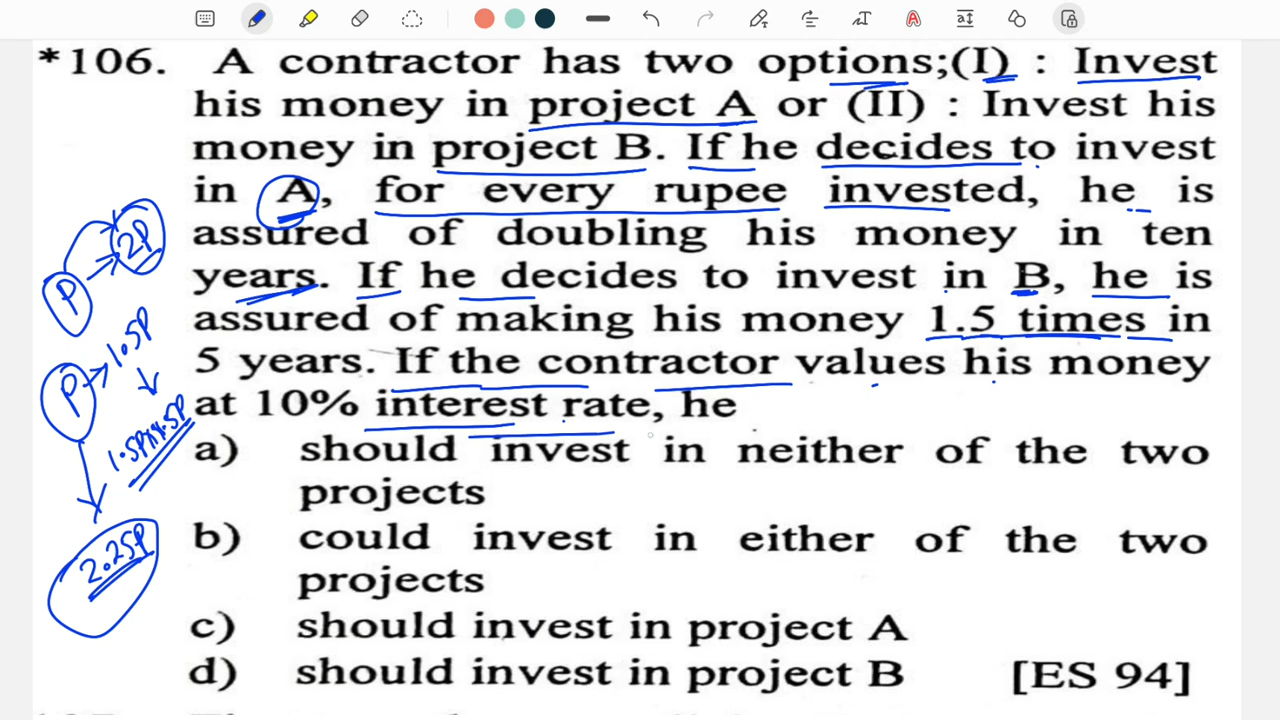 *106. A contractor has two options;(I) : Invest
his money in project A or (II) : Invest his
money in project B. If he decides to invest
in A, for every rupee invested, he is
assured of doubling his money in ten
years. If he decides to invest in B, he is
assured of making his money 1.5 times in
5 years. If the contractor values his money
at 10% interest rate, he
a) should invest in neither of the two
projects
b) could invest in either of the two
projects
c) should invest in project A
d) should invest in project B [ES 94]
P
2P
P
1.5P
1.5P×1.5P
2.25P